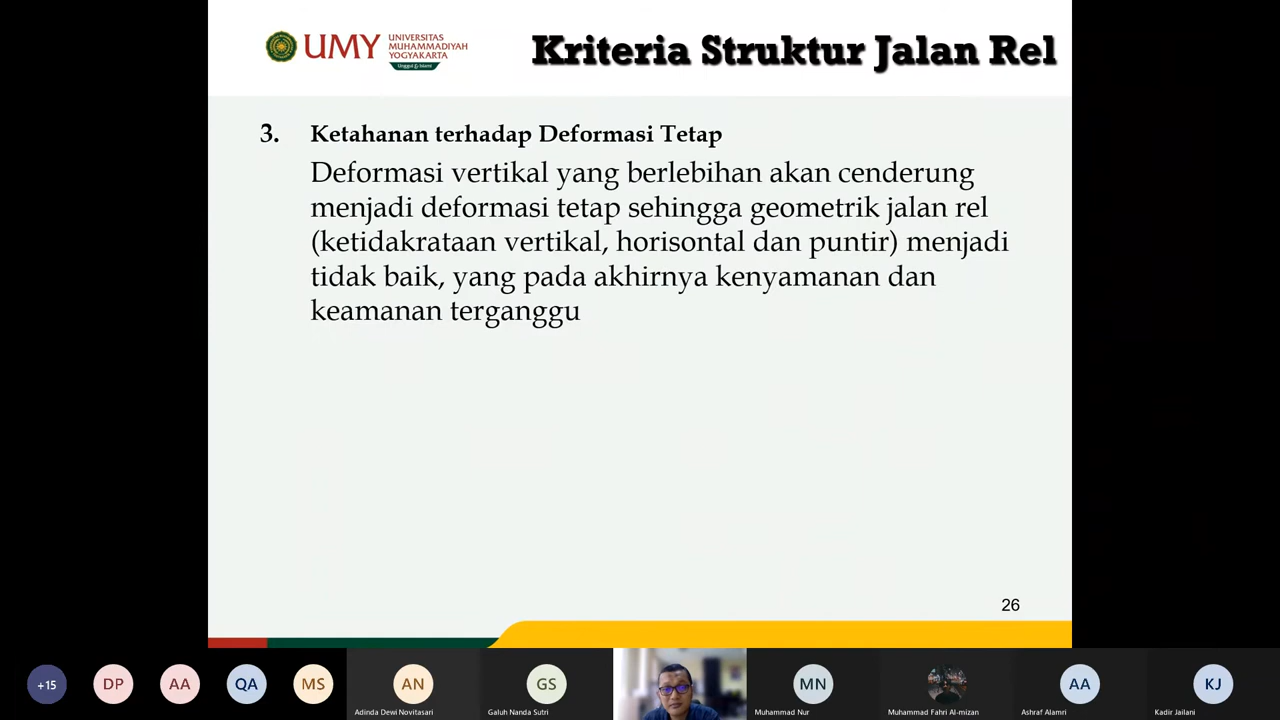 UMY
UNIVERSITAS
MUHAMMADIYAH
YOGYAKARTA
Unggul & Islami
Kriteria Struktur Jalan Rel
3. Ketahanan terhadap Deformasi Tetap
Deformasi vertikal yang berlebihan akan cenderung
menjadi deformasi tetap sehingga geometrik jalan rel
(ketidakrataan vertikal, horisontal dan puntir) menjadi
tidak baik, yang pada akhirnya kenyamanan dan
keamanan terganggu
26
+15
DP
AA
QA
MS
AN
GS
MN
AA
KJ
Adinda Dewi Novitasari
Galuh Nanda Sutri
Muhammad Nur
Muhammad Fahri Al-mizan
Ashraf Alamri
Kadir Jailani